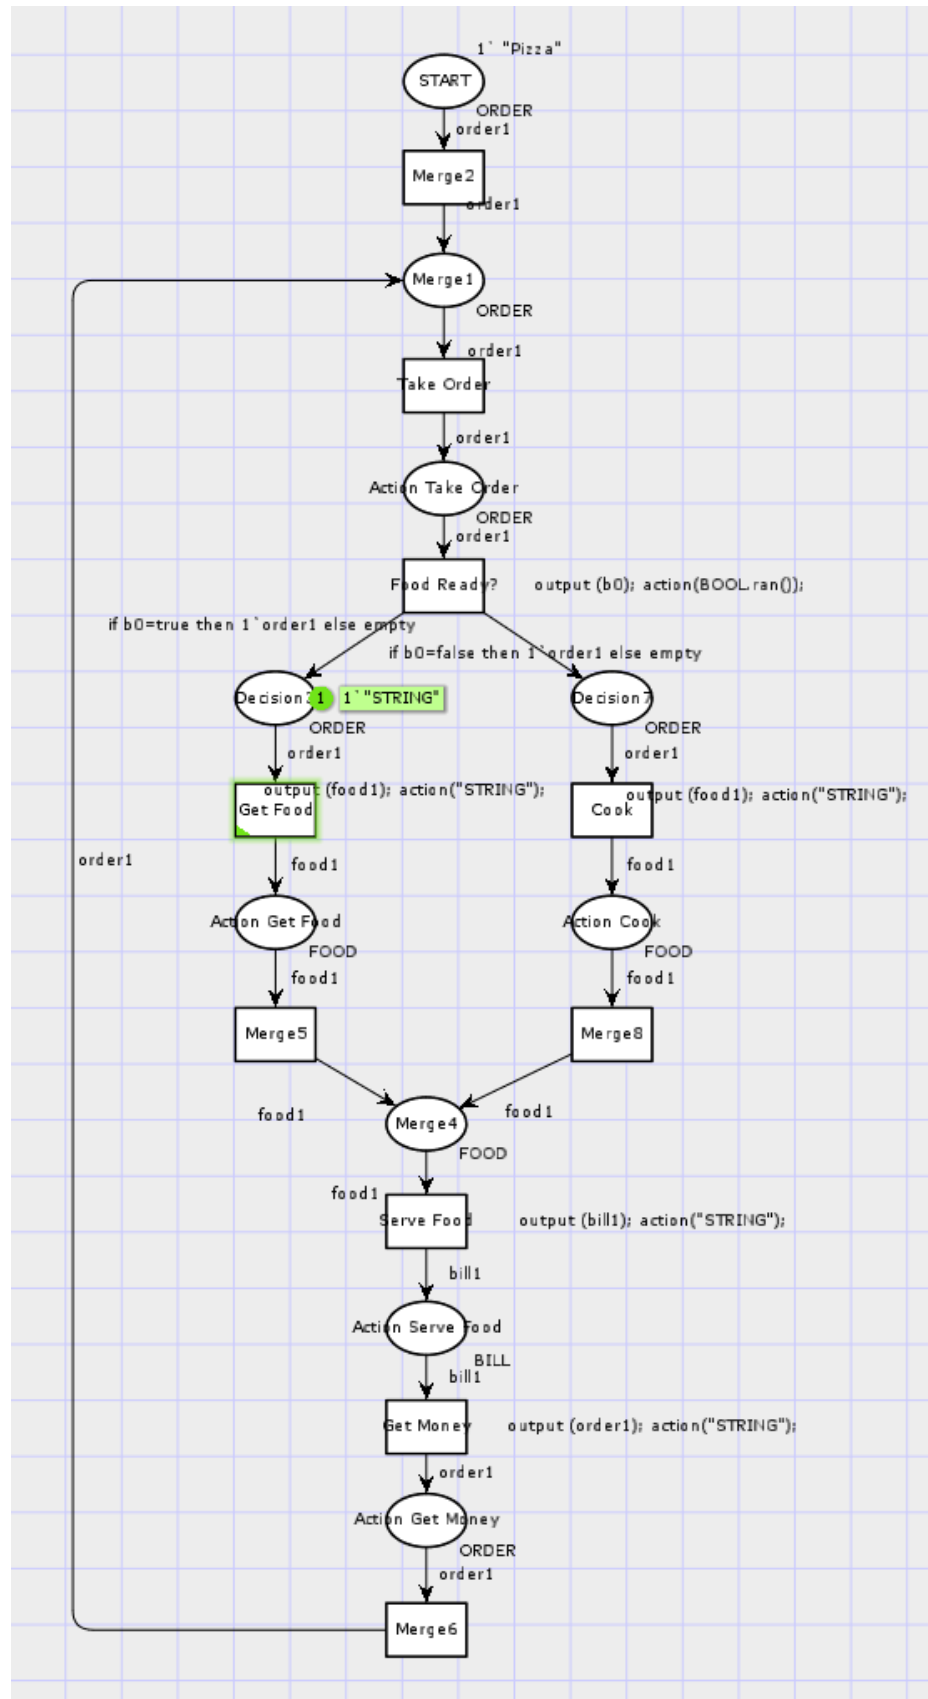 1` "Pizza"
START
ORDER
order1
Merge2
order1
Merge1
ORDER
order1
Take Order
order1
Action Take Order
ORDER
order1
Food Ready?
output (b0); action(BOOL.ran());
if b0=true then 1`order1 else empty
if b0=false then 1`order1 else empty
1
1`"STRING"
Decision7
ORDER
ORDER
order1
order1
output (food1); action("STRING");
output (food1); action("STRING");
Get Food
Cook
order1
food1
food1
Action Get Food
Action Cook
FOOD
FOOD
food1
food1
Merge5
Merge8
food1
food1
Merge4
FOOD
food1
Serve Food
output (bill1); action("STRING");
bill1
Action Serve Food
BILL
bill1
Get Money
output (order1); action("STRING");
order1
Action Get Money
ORDER
order1
Merge6